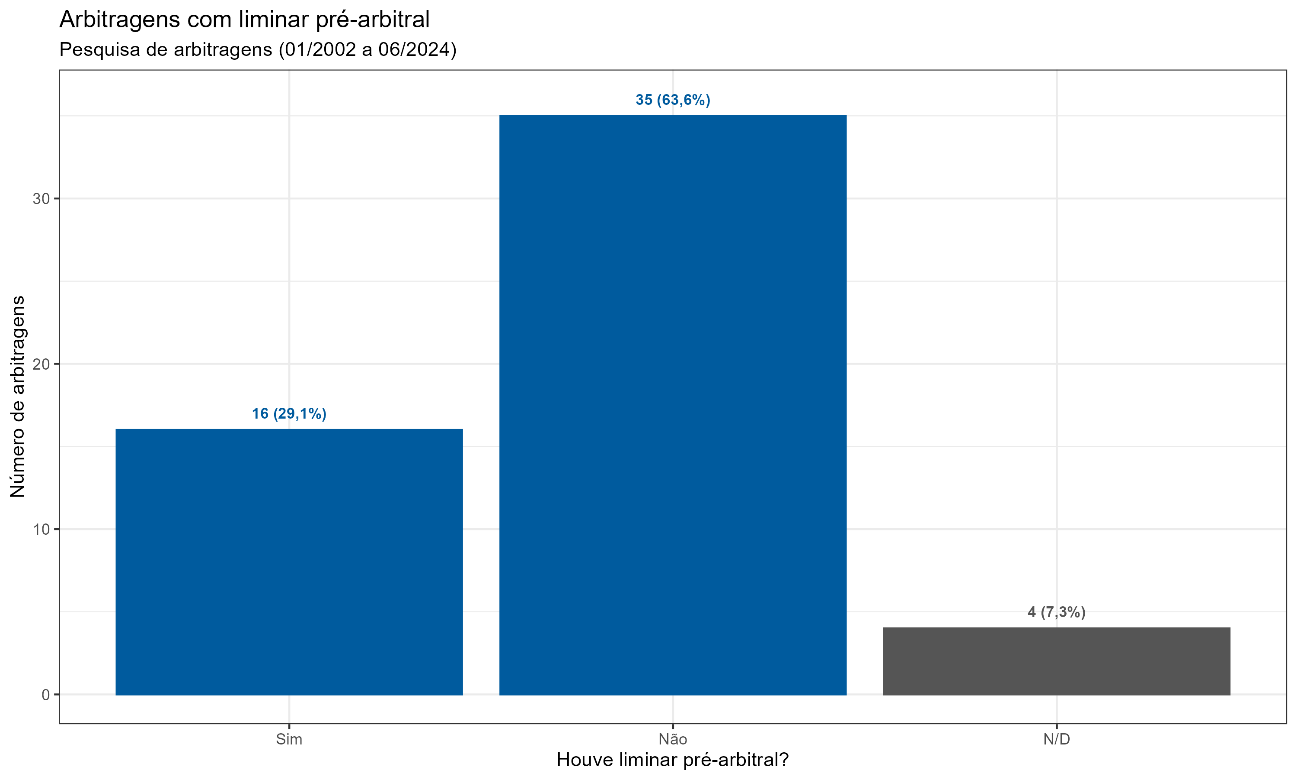 Arbitragens com liminar pré-arbitral
Pesquisa de arbitragens (01/2002 a 06/2024)
35 (63,6%)
30
Número de arbitragens
20
16 (29,1%)
10
4 (7,3%)
0
Sim
Não
N/D
Houve liminar pré-arbitral?